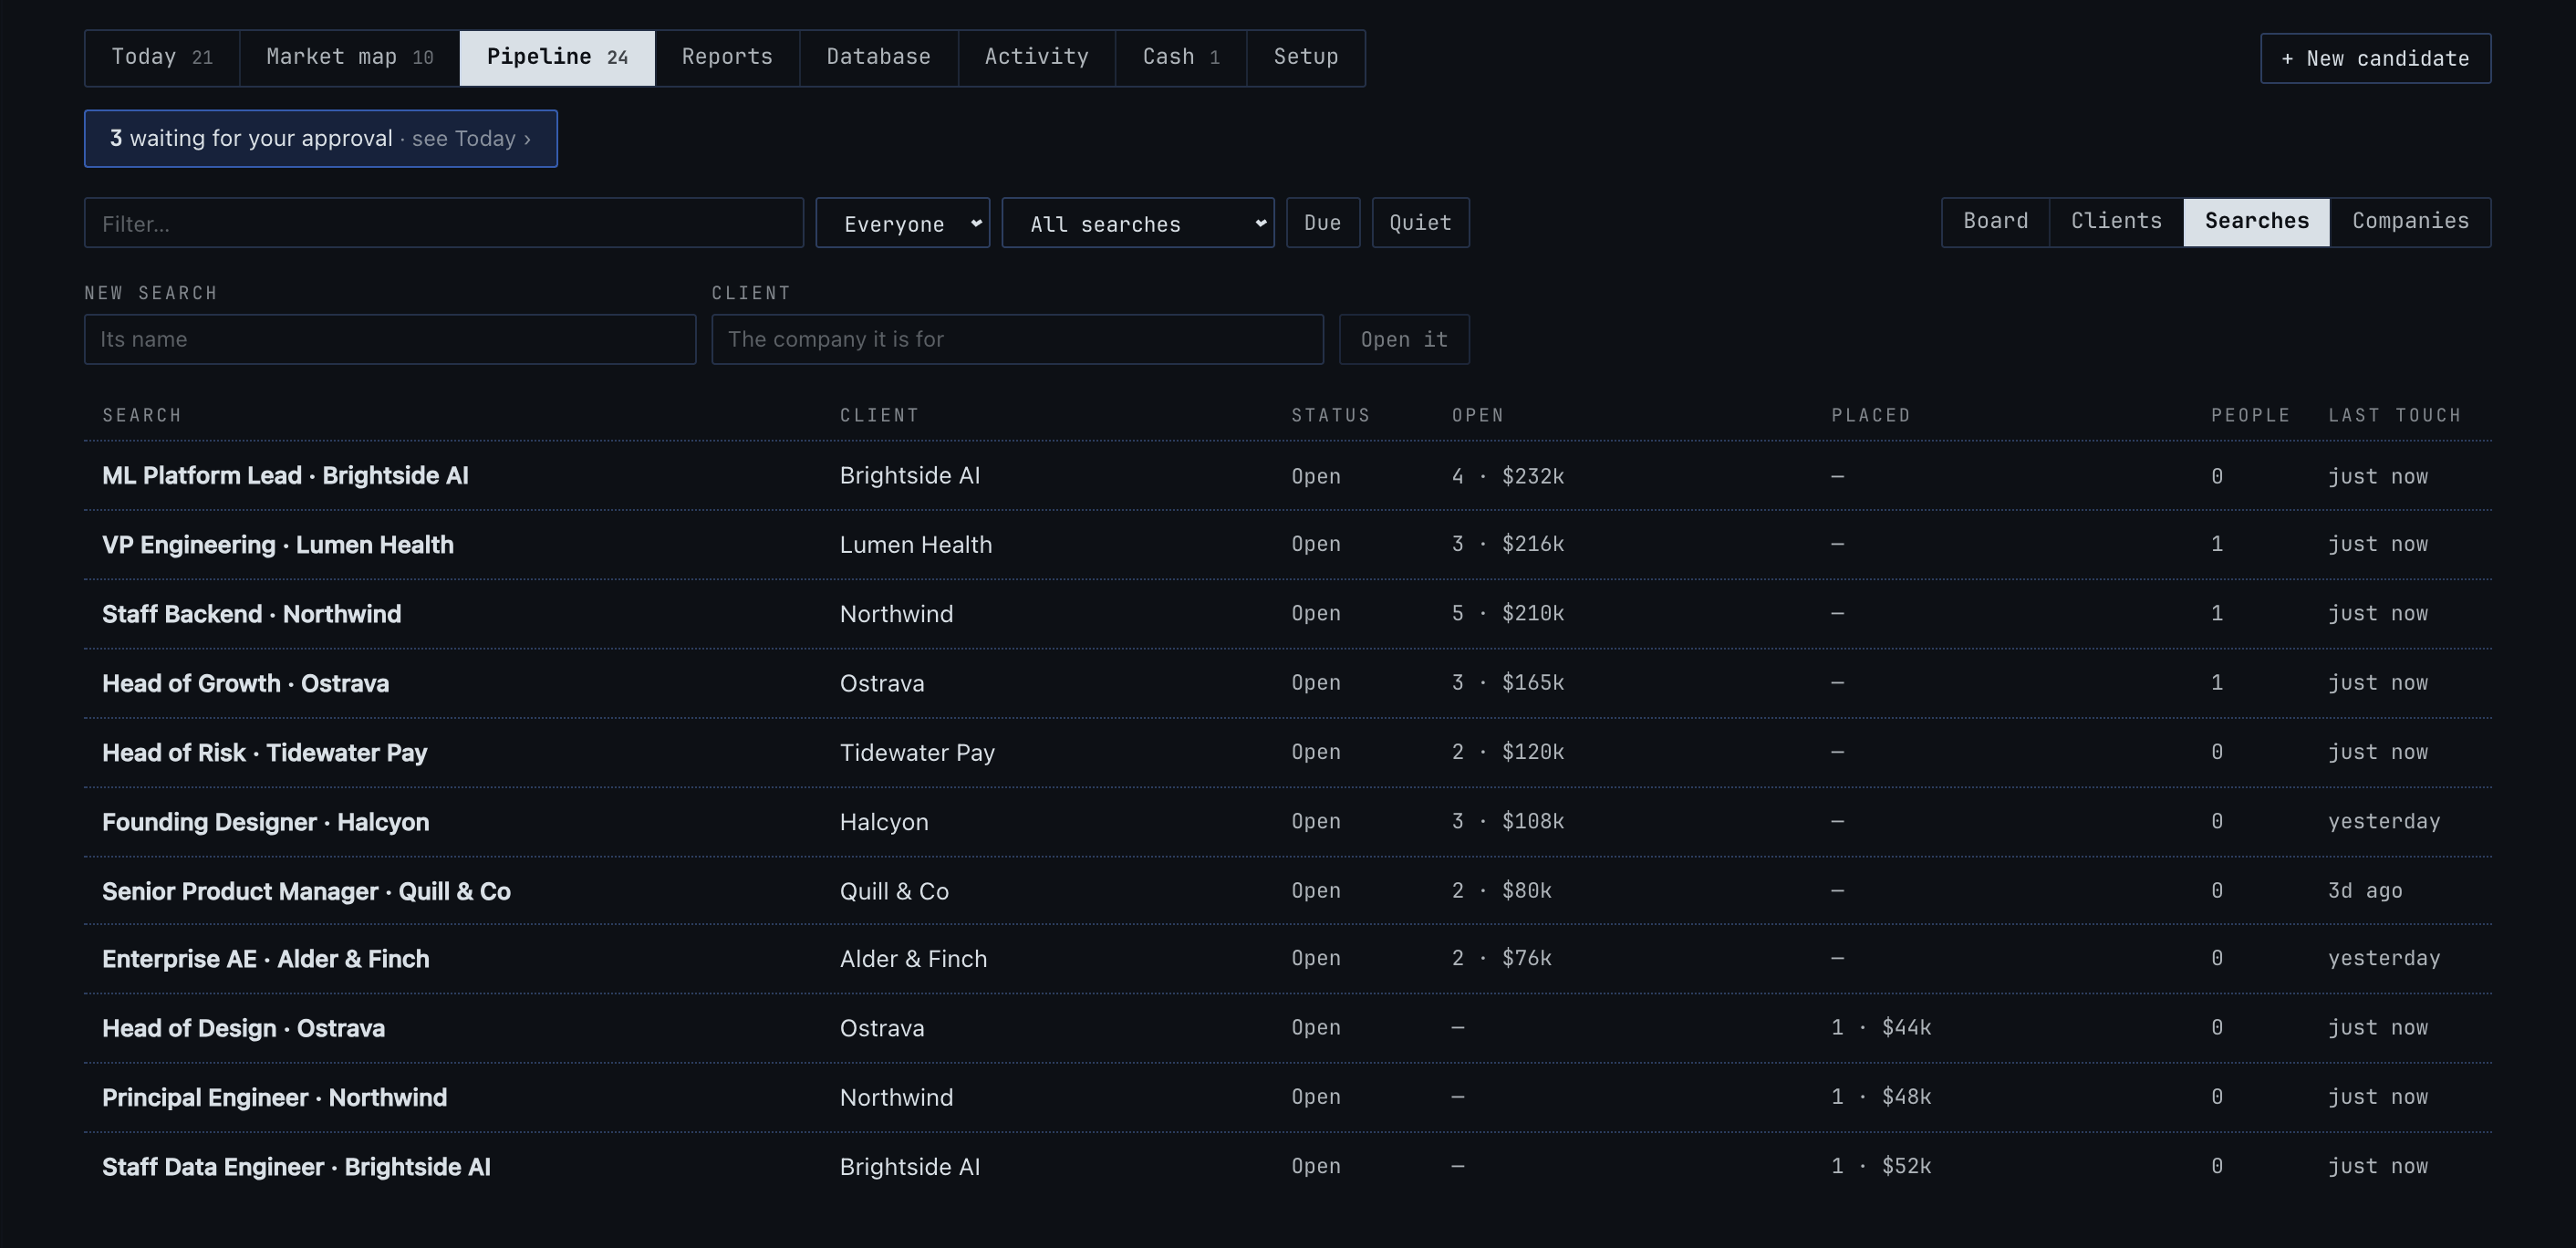 Today 21 Market map 10 Pipeline 24 Reports Database Activity Cash 1 Setup + New candidate
3 waiting for your approval · see Today ›
Filter... Everyone All searches Due Quiet Board Clients Searches Companies
NEW SEARCH CLIENT
Its name The company it is for Open it
SEARCH CLIENT STATUS OPEN PLACED PEOPLE LAST TOUCH
ML Platform Lead · Brightside AI Brightside AI Open 4 · $232k — 0 just now
VP Engineering · Lumen Health Lumen Health Open 3 · $216k — 1 just now
Staff Backend · Northwind Northwind Open 5 · $210k — 1 just now
Head of Growth · Ostrava Ostrava Open 3 · $165k — 1 just now
Head of Risk · Tidewater Pay Tidewater Pay Open 2 · $120k — 0 just now
Founding Designer · Halcyon Halcyon Open 3 · $108k — 0 yesterday
Senior Product Manager · Quill & Co Quill & Co Open 2 · $80k — 0 3d ago
Enterprise AE · Alder & Finch Alder & Finch Open 2 · $76k — 0 yesterday
Head of Design · Ostrava Ostrava Open — 1 · $44k 0 just now
Principal Engineer · Northwind Northwind Open — 1 · $48k 0 just now
Staff Data Engineer · Brightside AI Brightside AI Open — 1 · $52k 0 just now